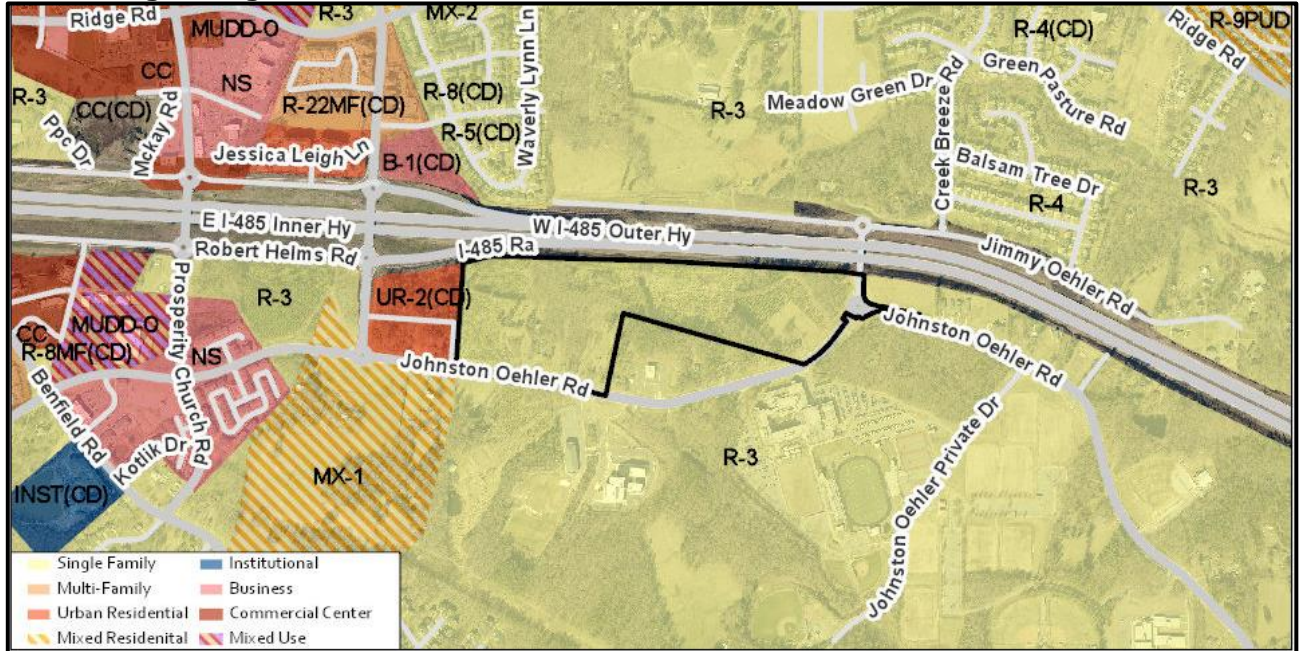 Ridge Rd
MUDD-O
R-3
MX-2
Waverly Lynn Ln
R-4(CD)
R-9PUD
Ridge Rd
CC
NS
R-22MF(CD)
R-8(CD)
R-3
Meadow Green Dr
Creek Breeze Rd
Green Pasture Rd
R-3
CC(CD)
Ppc Dr
Mckay Rd
R-5(CD)
Jessica Leigh Ln
B-1(CD)
Balsam Tree Dr
R-4
R-3
E I-485 Inner Hy
W I-485 Outer Hy
Robert Helms Rd
I-485 Ra
Jimmy Oehler Rd
Prosperity Church Rd
R-3
UR-2(CD)
MUDD-O
CC
R-8MF(CD)
NS
Johnston Oehler Rd
Johnston Oehler Rd
Benfield Rd
Kotlik Dr
MX-1
R-3
Johnston Oehler Private Dr
INST(CD)
Single Family
Institutional
Multi-Family
Business
Urban Residential
Commercial Center
Mixed Residenital
Mixed Use